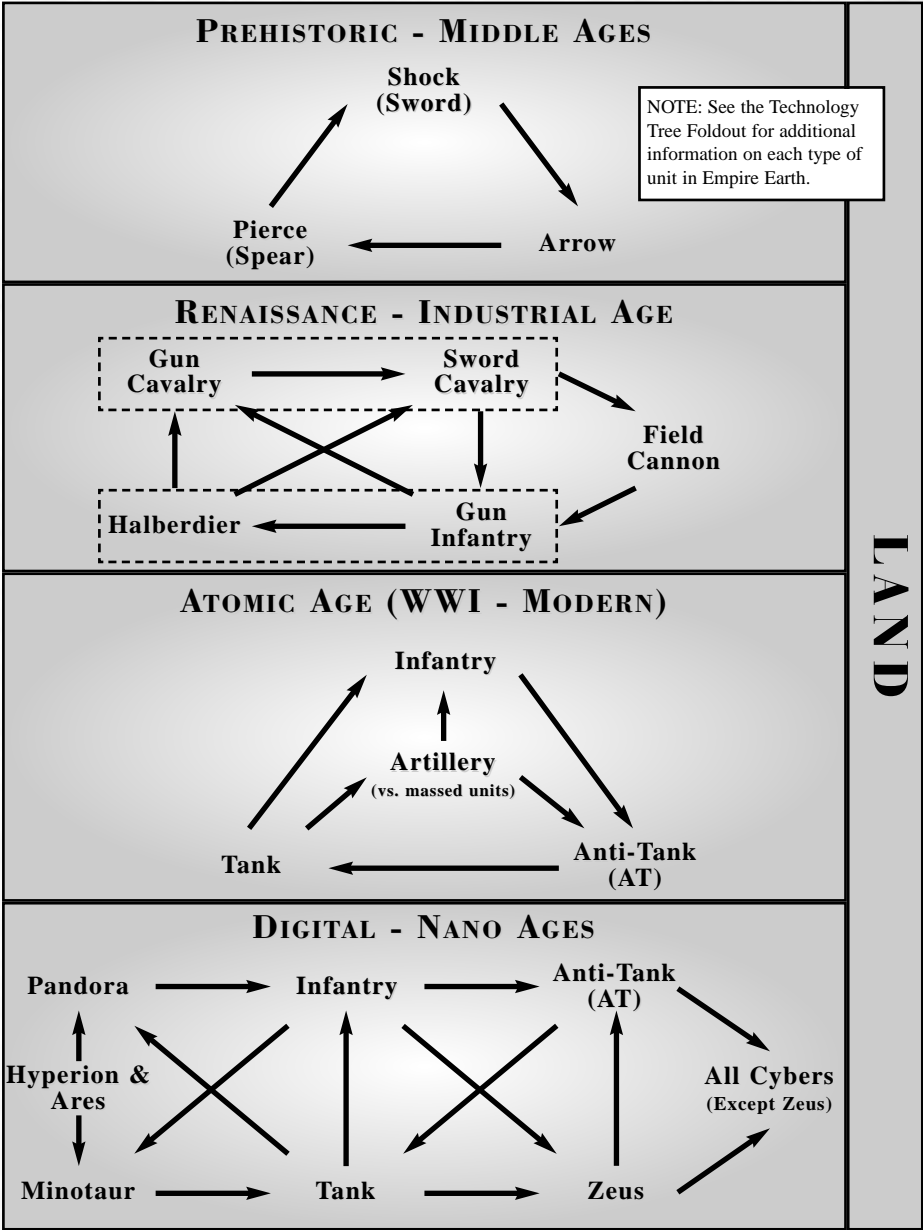 PREHISTORIC - MIDDLE AGES
Shock
(Sword)
NOTE: See the Technology
Tree Foldout for additional
information on each type of
unit in Empire Earth.
Pierce
(Spear)
Arrow
RENAISSANCE - INDUSTRIAL AGE
Gun
Cavalry
Sword
Cavalry
Field
Cannon
Halberdier
Gun
Infantry
ATOMIC AGE (WWI - MODERN)
Infantry
Artillery
(vs. massed units)
Tank
Anti-Tank
(AT)
DIGITAL - NANO AGES
Pandora
Infantry
Anti-Tank
(AT)
Hyperion &
Ares
All Cybers
(Except Zeus)
Minotaur
Tank
Zeus
LAND